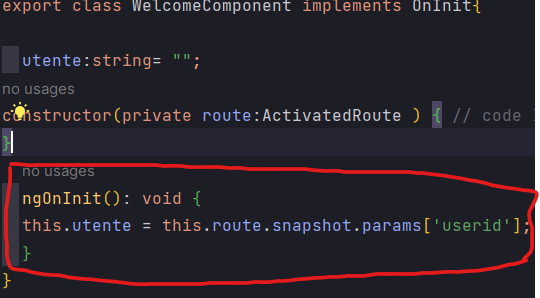 export class WelcomeComponent implements OnInit{
utente:string= "";
no usages
constructor(private route:ActivatedRoute ) { // code
}
no usages
ngOnInit(): void {
this.utente = this.route.snapshot.params['userid'];
}
}